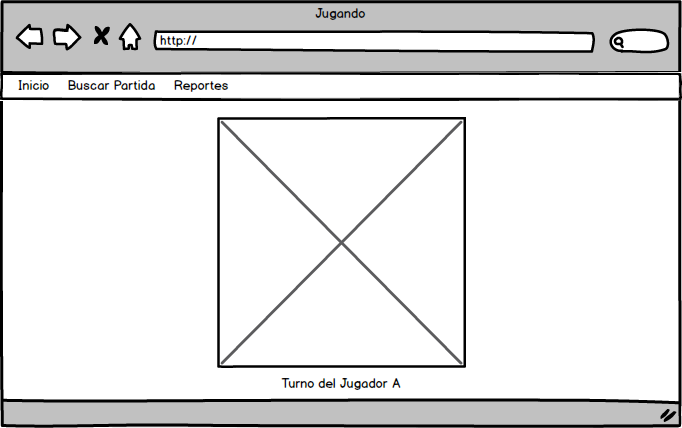 Jugando
http://
Inicio Buscar Partida Reportes
Turno del Jugador A